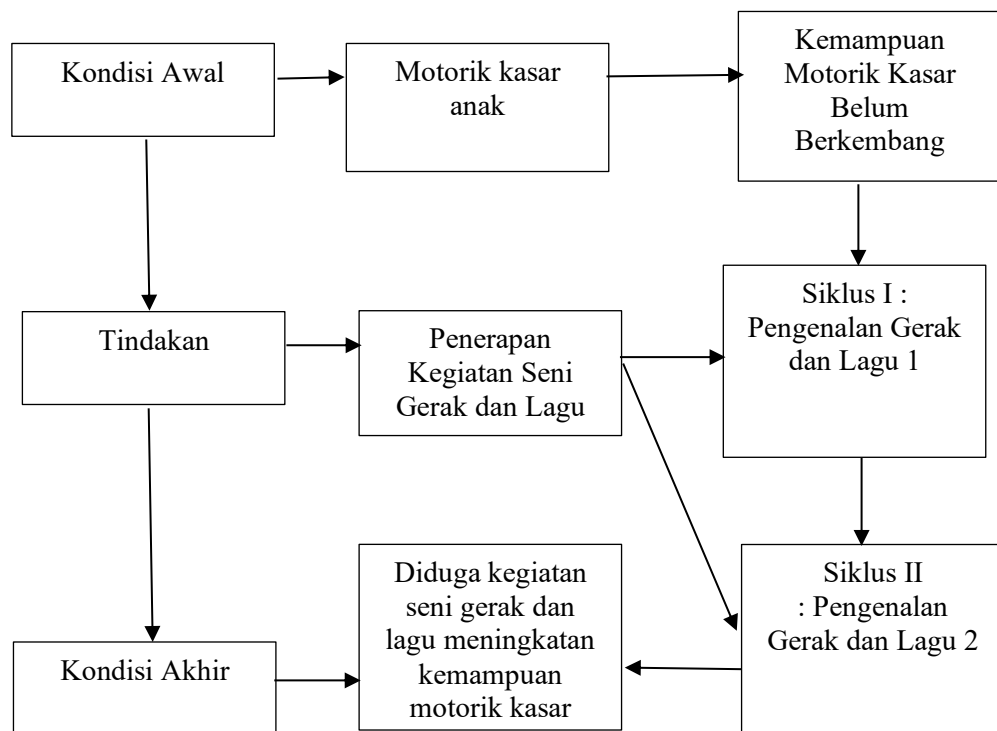 Kondisi Awal
Motorik kasar
anak
Kemampuan
Motorik Kasar
Belum
Berkembang
Tindakan
Penerapan
Kegiatan Seni
Gerak dan Lagu
Siklus I :
Pengenalan Gerak
dan Lagu 1
Kondisi Akhir
Diduga kegiatan
seni gerak dan
lagu meningkatan
kemampuan
motorik kasar
Siklus II
: Pengenalan
Gerak dan Lagu 2